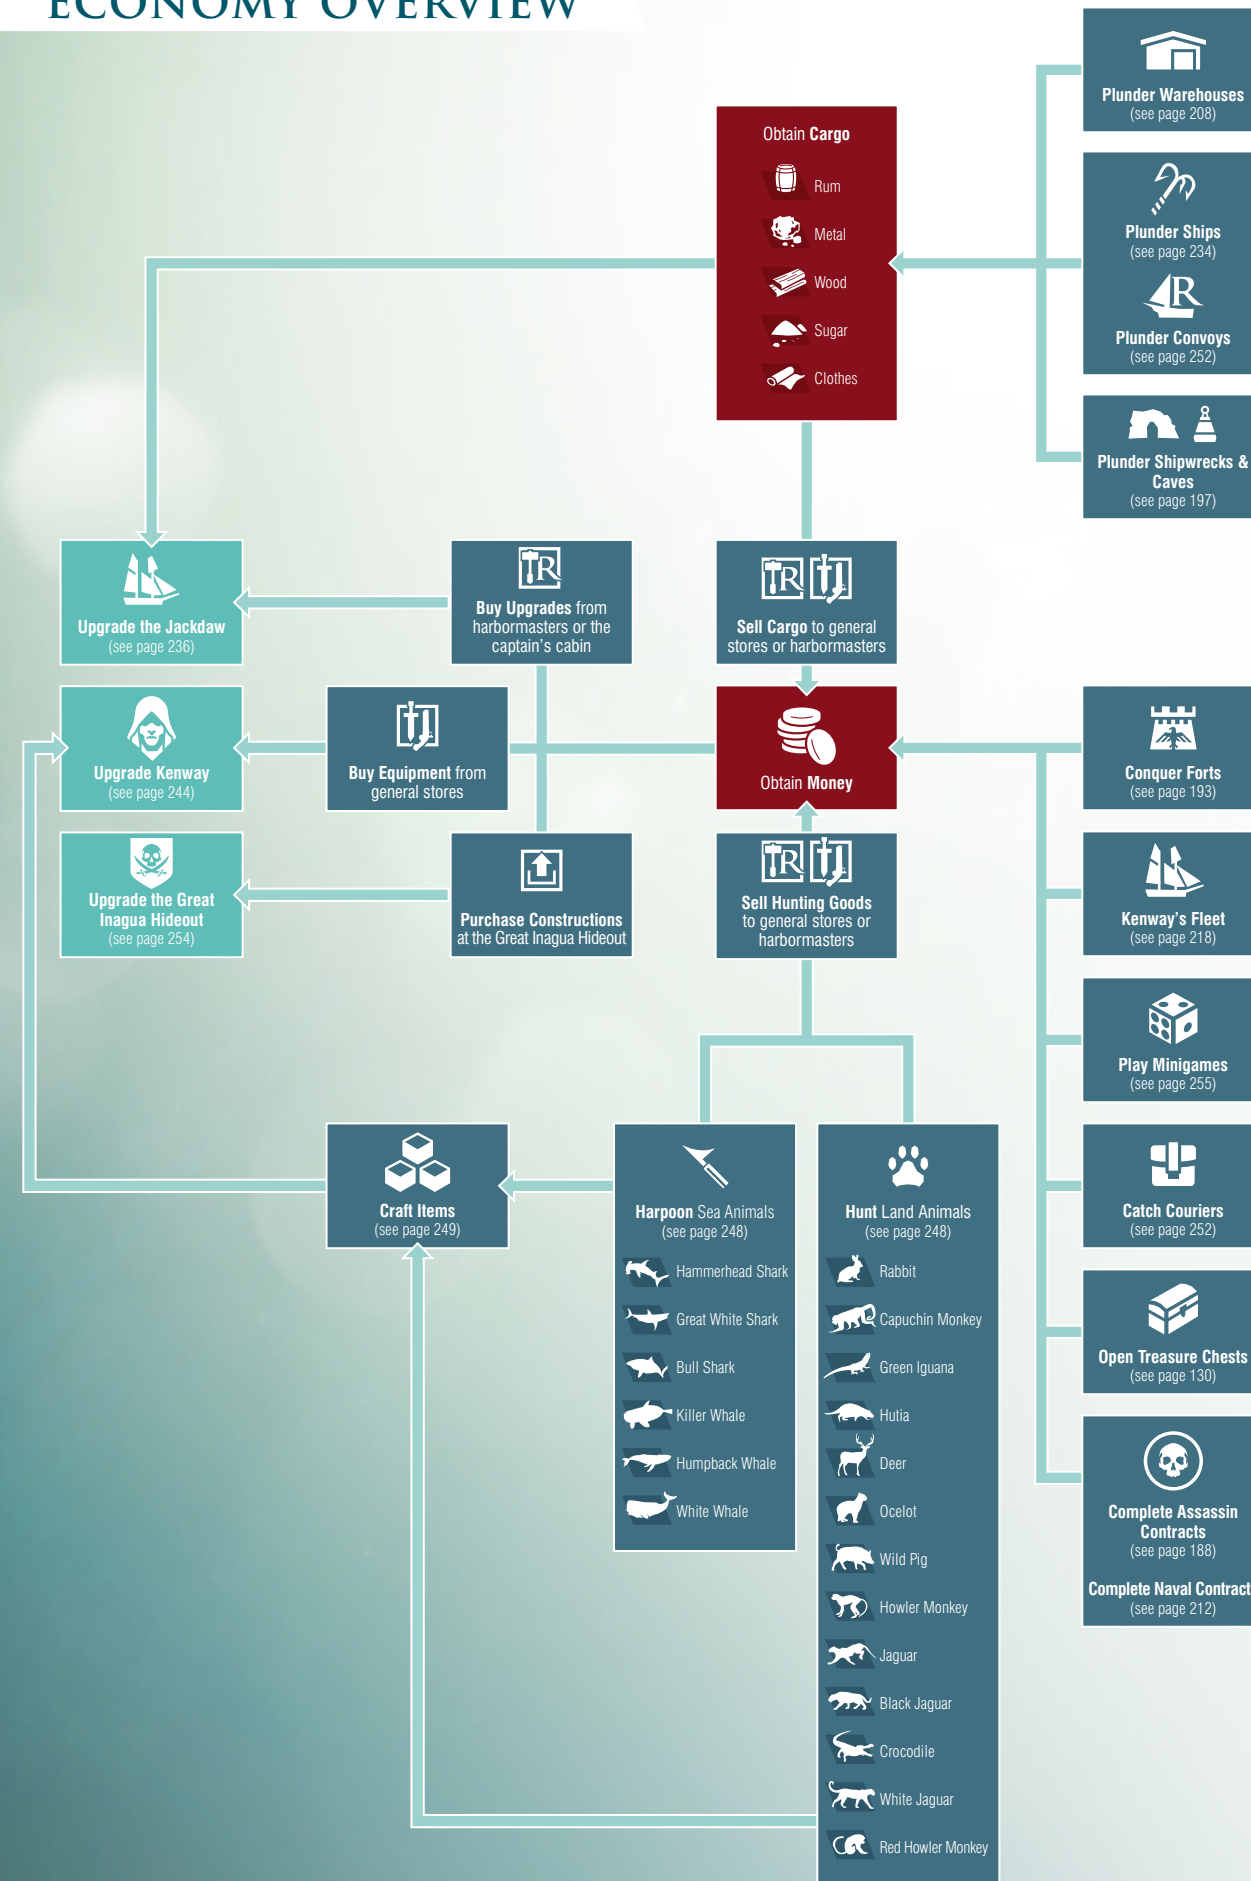 ECONOMY OVERVIEW
Plunder Warehouses
(see page 208)
Plunder Ships
(see page 234)
R
Plunder Convoys
(see page 252)
Plunder Shipwrecks &
Caves
(see page 197)
Obtain Cargo
Rum
Metal
Wood
Sugar
Clothes
Upgrade the Jackdaw
(see page 236)
TR
Buy Upgrades from
harbormasters or the
captain's cabin
TR
Sell Cargo to general
stores or harbormasters
Upgrade Kenway
(see page 244)
Buy Equipment from
general stores
Obtain Money
Conquer Forts
(see page 193)
Upgrade the Great
Inagua Hideout
(see page 254)
Purchase Constructions
at the Great Inagua Hideout
TR
Sell Hunting Goods
to general stores or
harbormasters
Kenway's Fleet
(see page 218)
Play Minigames
(see page 255)
Craft Items
(see page 249)
Harpoon Sea Animals
(see page 248)
Hammerhead Shark
Great White Shark
Bull Shark
Killer Whale
Humpback Whale
White Whale
Hunt Land Animals
(see page 248)
Rabbit
Capuchin Monkey
Green Iguana
Hutia
Deer
Ocelot
Wild Pig
Howler Monkey
Jaguar
Black Jaguar
Crocodile
White Jaguar
Red Howler Monkey
Catch Couriers
(see page 252)
Open Treasure Chests
(see page 130)
Complete Assassin
Contracts
(see page 188)
Complete Naval Contract
(see page 212)